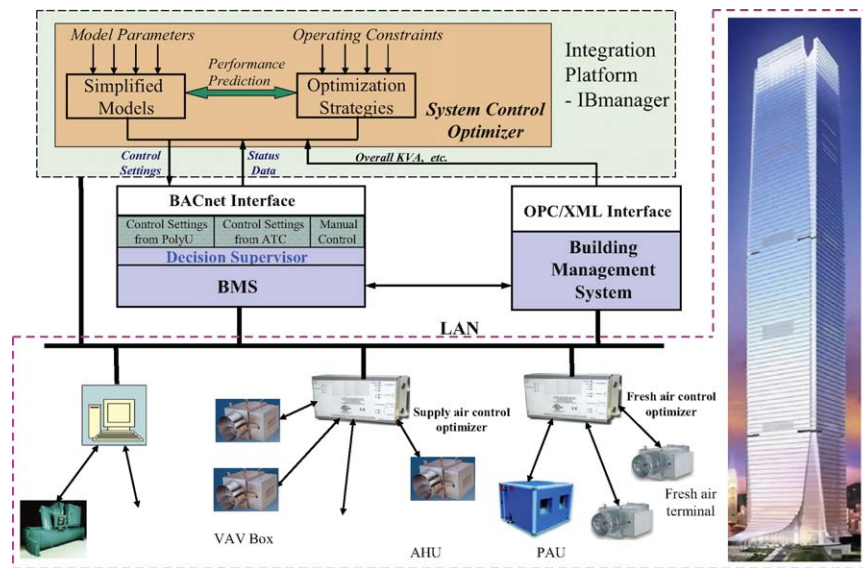 Model Parameters
Operating Constraints
Performance
Prediction
Simplified
Models
Optimization
Strategies
System Control
Optimizer
Integration
Platform
- IBmanager
Control
Settings
Status
Data
Overall KVA, etc.
BACnet Interface
Control Settings
from PolyU
Control Settings
from ATC
Manual
Control
Decision Supervisor
BMS
OPC/XML Interface
Building
Management
System
LAN
Supply air control
optimizer
Fresh air control
optimizer
Fresh air
terminal
VAV Box
AHU
PAU